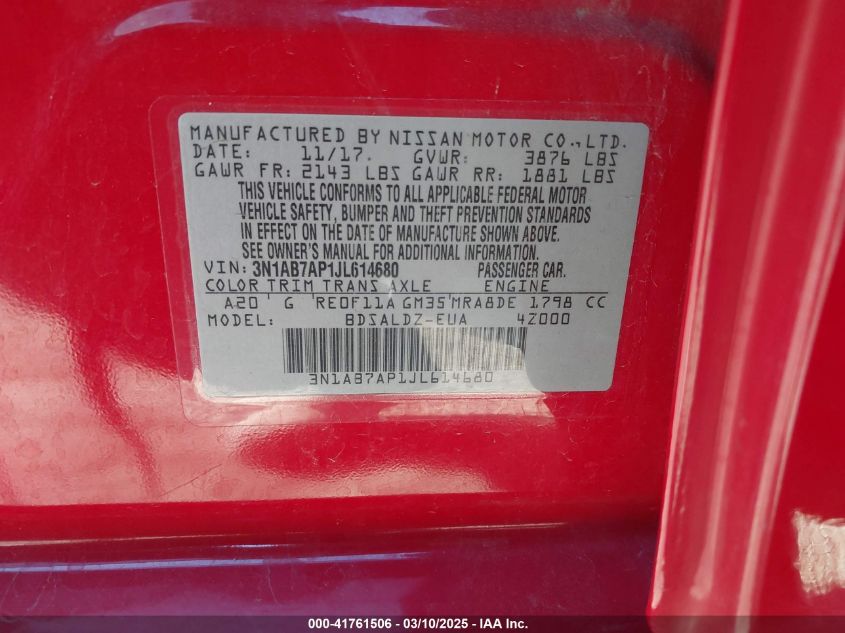 MANUFACTURED BY NISSAN MOTOR CO.,LTD.
DATE: 11/17. GVWR: 3876 LBS
GAWR FR: 2143 LBS GAWR RR: 1881 LBS
THIS VEHICLE CONFORMS TO ALL APPLICABLE FEDERAL MOTOR
VEHICLE SAFETY, BUMPER AND THEFT PREVENTION STANDARDS
IN EFFECT ON THE DATE OF MANUFACTURE SHOWN ABOVE.
SEE OWNER'S MANUAL FOR ADDITIONAL INFORMATION.
VIN: 3N1AB7AP1JL614680 PASSENGER CAR.
COLOR TRIM TRANS AXLE ENGINE
A20 G RE0F11A GM35 MRA8DE 1798 CC
MODEL: BDSALDZ-EUA 4Z000
3N1AB7AP1JL614680
000-41761506 - 03/10/2025 - IAA Inc.